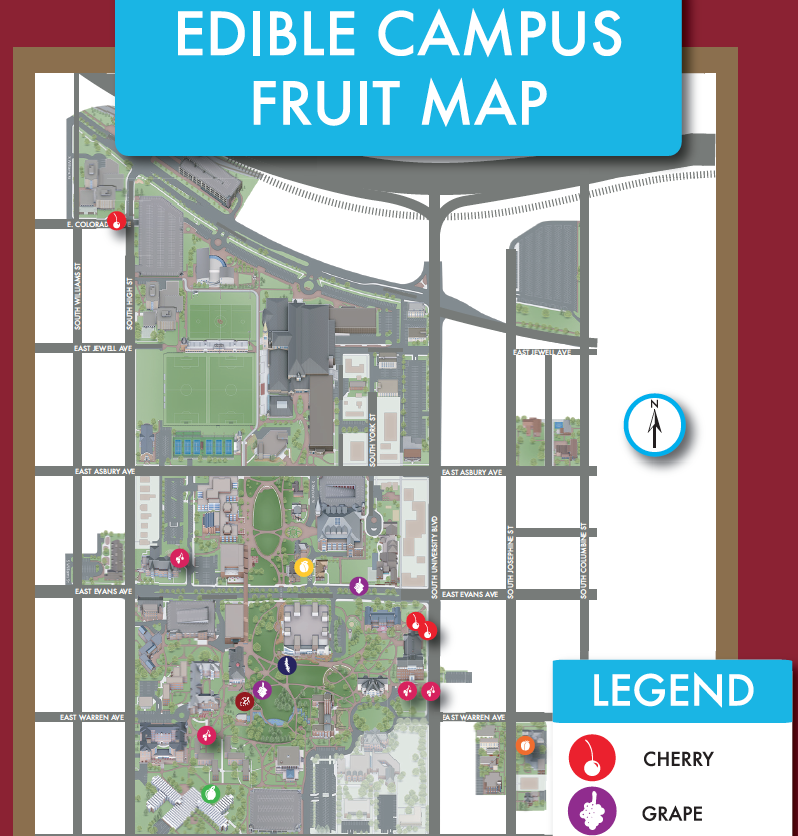 EDIBLE CAMPUS
FRUIT MAP
SOUTH WILLIAMS ST
SOUTH HIGH ST
EAST JEWELL AVE
EAST JEWELL AVE
N
SOUTH YORK ST
EAST ASBURY AVE
EAST ASBURY AVE
SOUTH UNIVERSITY BLVD
SOUTH JOSEPHINE ST
SOUTH COLUMBINE ST
EAST EVANS AVE
EAST EVANS AVE
EAST WARREN AVE
EAST WARREN AVE
LEGEND
CHERRY
GRAPE